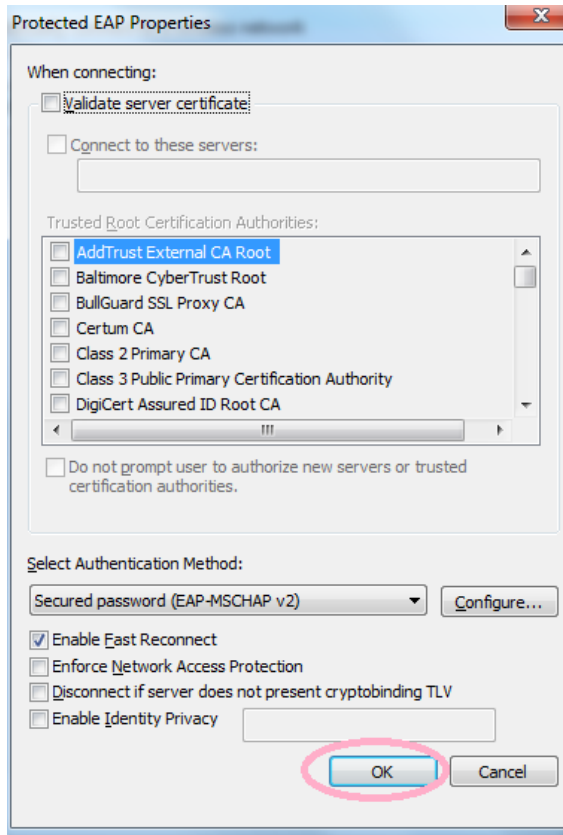 Protected EAP Properties
When connecting:
Validate server certificate
Connect to these servers:
Trusted Root Certification Authorities:
AddTrust External CA Root
Baltimore CyberTrust Root
BullGuard SSL Proxy CA
Certum CA
Class 2 Primary CA
Class 3 Public Primary Certification Authority
DigiCert Assured ID Root CA
Do not prompt user to authorize new servers or trusted
certification authorities.
Select Authentication Method:
Secured password (EAP-MSCHAP v2) Configure...
Enable Fast Reconnect
Enforce Network Access Protection
Disconnect if server does not present cryptobinding TLV
Enable Identity Privacy
OK Cancel